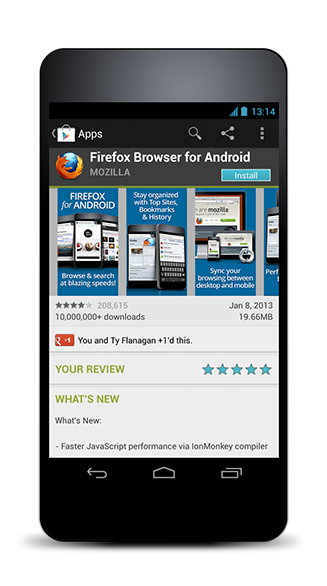 13:14
Apps
Firefox Browser for Android
MOZILLA
Install
FIREFOX
for ANDROID
Browse & search
at blazing speeds!
Stay organized
with Top Sites,
Bookmarks
& History
mozilla
Sync your
browsing between
desktop and mobile
Perf
208,615
Jan 8, 2013
10,000,000+ downloads
19.66MB
+1
You and Ty Flanagan +1'd this.
YOUR REVIEW
WHAT'S NEW
What's New:
- Faster JavaScript performance via IonMonkey compiler